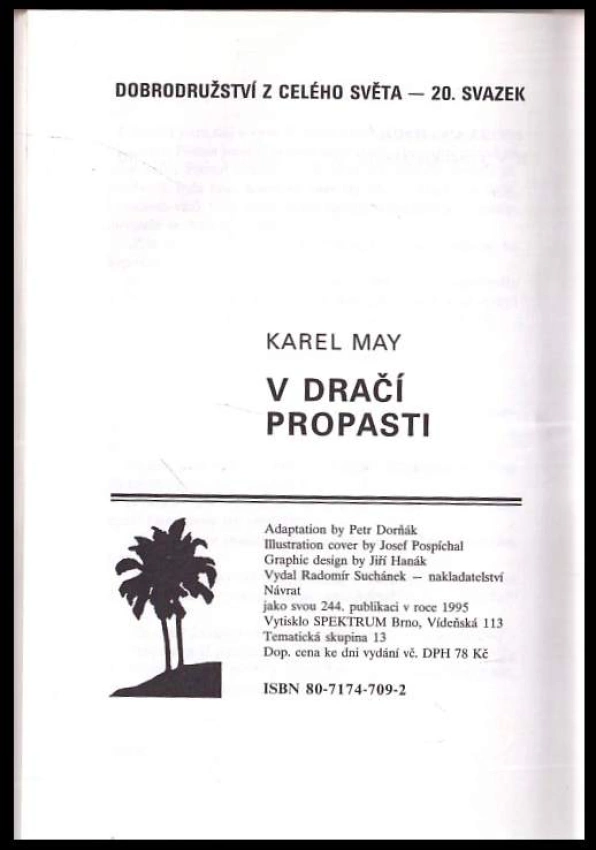 DOBRODRUŽSTVÍ Z CELÉHO SVĚTA — 20. SVAZEK
KAREL MAY
V DRAČÍ
PROPASTI
Adaptation by Petr Dorňák
Illustration cover by Josef Pospíchal
Graphic design by Jiří Hanák
Vydal Radomír Suchánek — nakladatelství
Návrat
jako svou 244. publikaci v roce 1995
Vytisklo SPEKTRUM Brno, Vídeňská 113
Tematická skupina 13
Dop. cena ke dni vydání vč. DPH 78 Kč
ISBN 80-7174-709-2